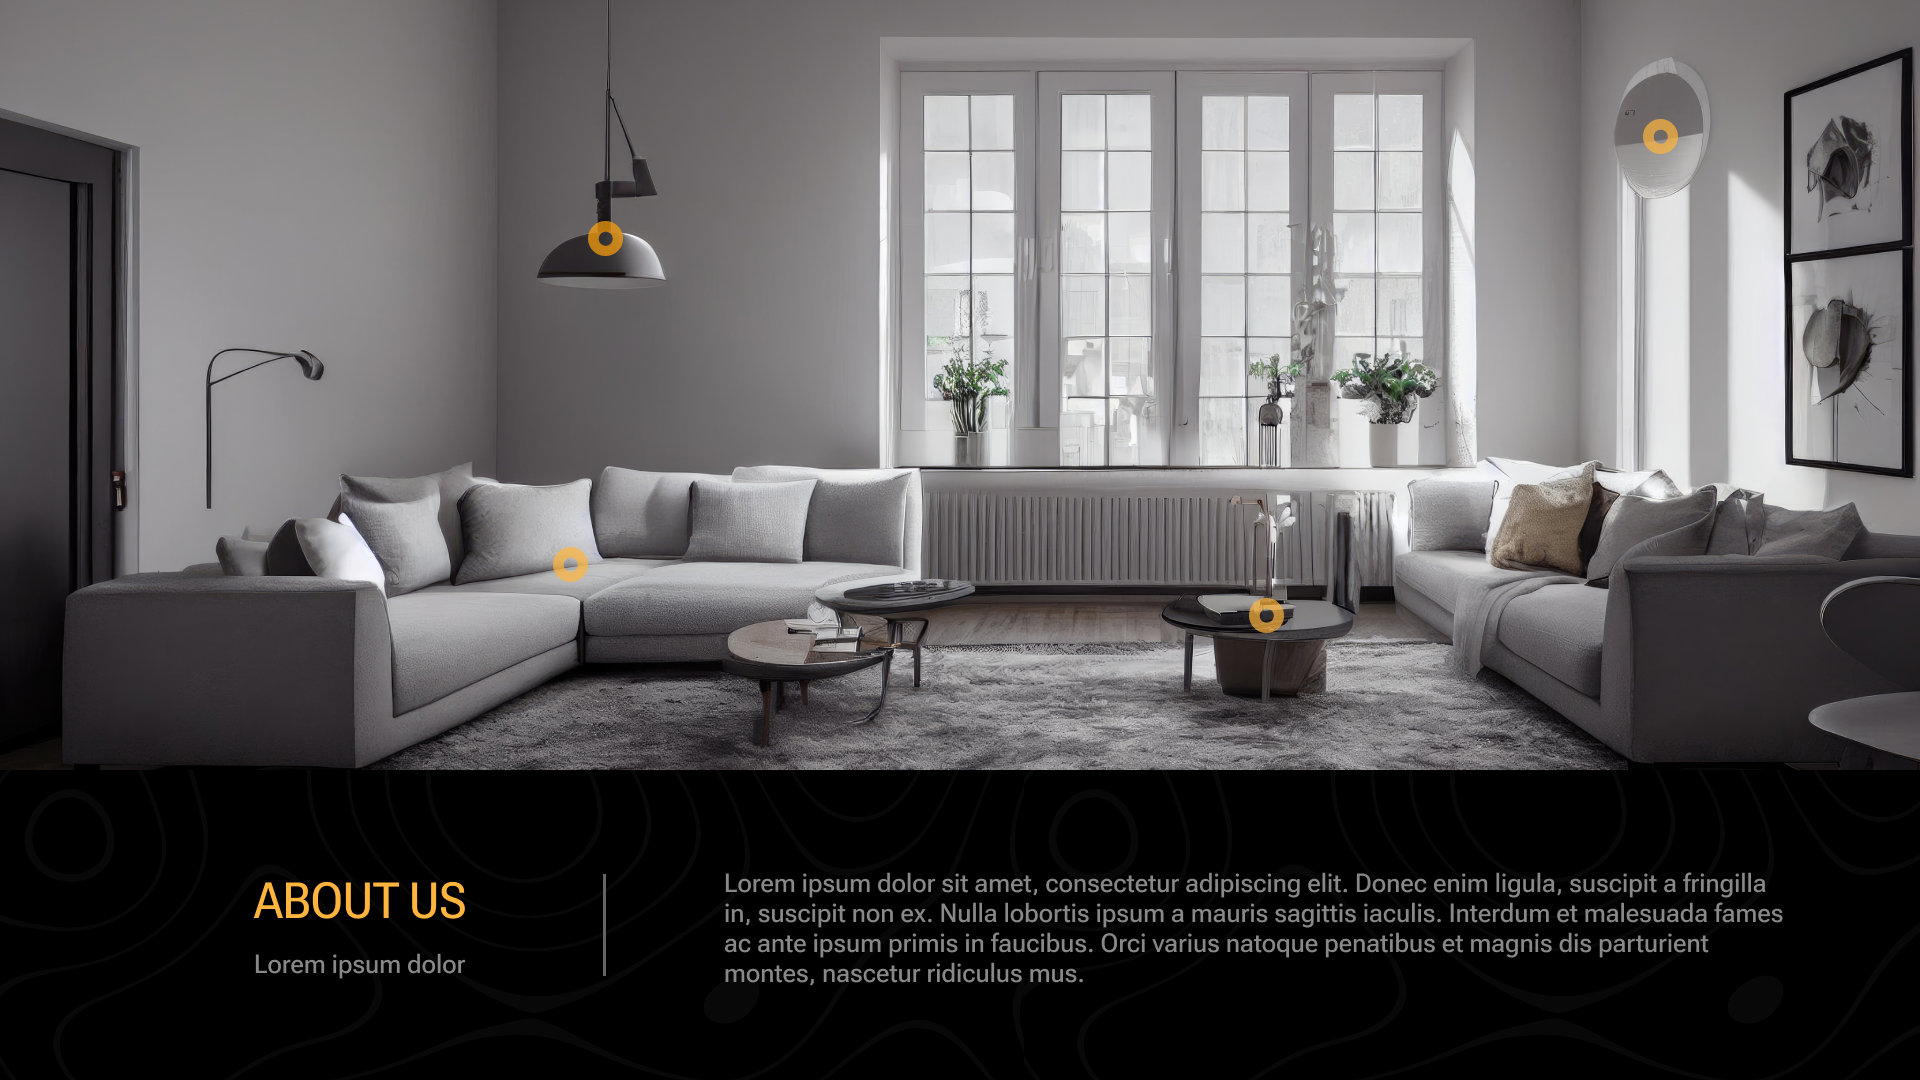 ABOUT US
Lorem ipsum dolor
Lorem ipsum dolor sit amet, consectetur adipiscing elit. Donec enim ligula, suscipit a fringilla
in, suscipit non ex. Nulla lobortis ipsum a mauris sagittis iaculis. Interdum et malesuada fames
ac ante ipsum primis in faucibus. Orci varius natoque penatibus et magnis dis parturient
montes, nascetur ridiculus mus.